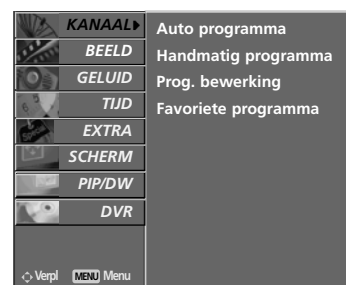 KANAAL
BEELD
GELUID
TIJD
EXTRA
SCHERM
PIP/DW
DVR
Verpl MENU Menu
Auto programma
Handmatig programma
Prog. bewerking
Favoriete programma